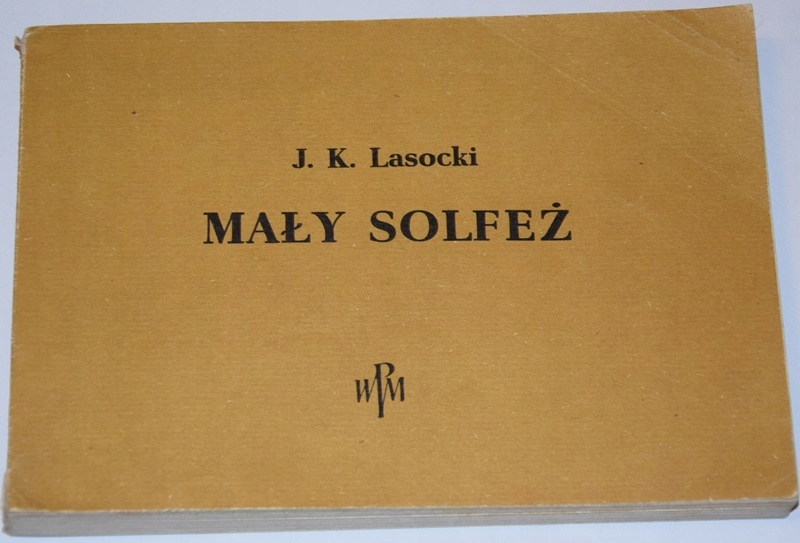 J. K. Lasocki
MAŁY SOLFEŻ
WPM